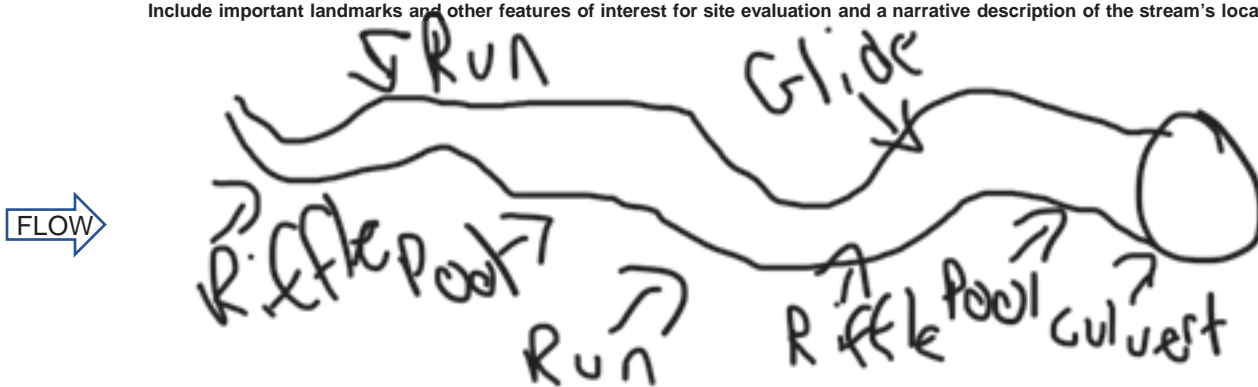 Include important landmarks and other features of interest for site evaluation and a narrative description of the stream's loca
Run
Glide
FLOW
Riffle
Pool
Run
Riffle
Pool
Culvert